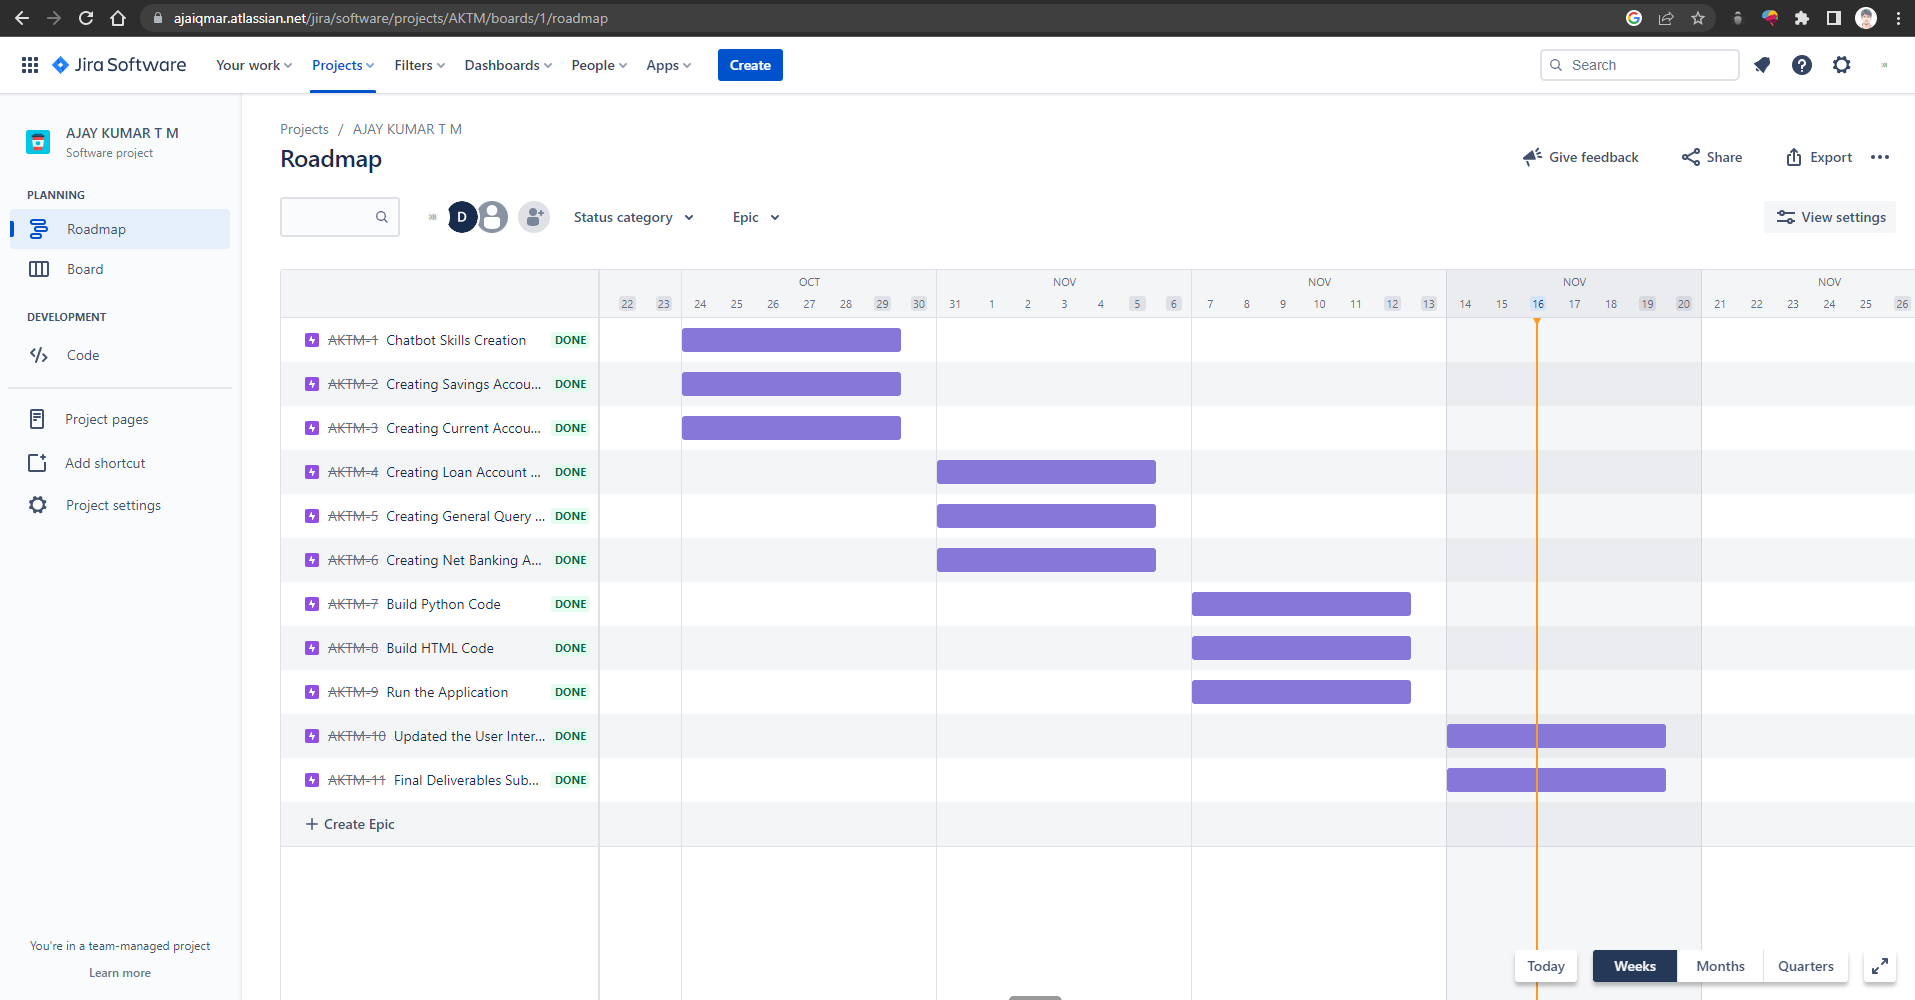 ajaiqmar.atlassian.net/jira/software/projects/AKTM/boards/1/roadmap
Jira Software Your work Projects Filters Dashboards People Apps Create Search
AJAY KUMAR T M
Software project
PLANNING
Roadmap
Board
DEVELOPMENT
Code
Project pages
Add shortcut
Project settings
You're in a team-managed project
Learn more
Projects / AJAY KUMAR T M
Roadmap
Give feedback Share Export
D Status category Epic View settings
OCT NOV NOV NOV NOV
22 23 24 25 26 27 28 29 30 31 1 2 3 4 5 6 7 8 9 10 11 12 13 14 15 16 17 18 19 20 21 22 23 24 25 26
AKTM-1 Chatbot Skills Creation DONE
AKTM-2 Creating Savings Accou... DONE
AKTM-3 Creating Current Accou... DONE
AKTM-4 Creating Loan Account ... DONE
AKTM-5 Creating General Query ... DONE
AKTM-6 Creating Net Banking A... DONE
AKTM-7 Build Python Code DONE
AKTM-8 Build HTML Code DONE
AKTM-9 Run the Application DONE
AKTM-10 Updated the User Inter... DONE
AKTM-11 Final Deliverables Sub... DONE
+ Create Epic
Today Weeks Months Quarters